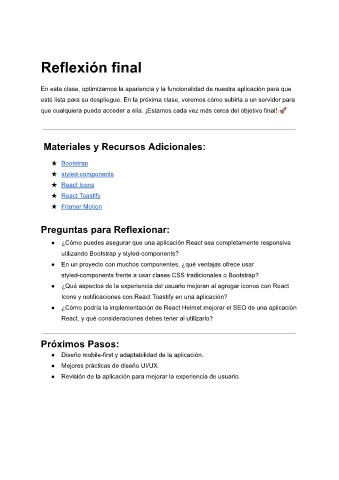 Reflexión final
En esta clase, optimizamos la apariencia y la funcionalidad de nuestra aplicación para que
esté lista para su despliegue. En la próxima clase, veremos cómo subirla a un servidor para
que cualquiera pueda acceder a ella. ¡Estamos cada vez más cerca del objetivo final! 🚀
Materiales y Recursos Adicionales:
★ Bootstrap
★ styled-components
★ React Icons
★ React Toastify
★ Framer Motion
Preguntas para Reflexionar:
● ¿Cómo puedes asegurar que una aplicación React sea completamente responsiva
utilizando Bootstrap y styled-components?
● En un proyecto con muchos componentes, ¿qué ventajas ofrece usar
styled-components frente a usar clases CSS tradicionales o Bootstrap?
● ¿Qué aspectos de la experiencia del usuario mejoran al agregar íconos con React
Icons y notificaciones con React Toastify en una aplicación?
● ¿Cómo podría la implementación de React Helmet mejorar el SEO de una aplicación
React, y qué consideraciones debes tener al utilizarlo?
Próximos Pasos:
● Diseño mobile-first y adaptabilidad de la aplicación.
● Mejores prácticas de diseño UI/UX.
● Revisión de la aplicación para mejorar la experiencia de usuario.